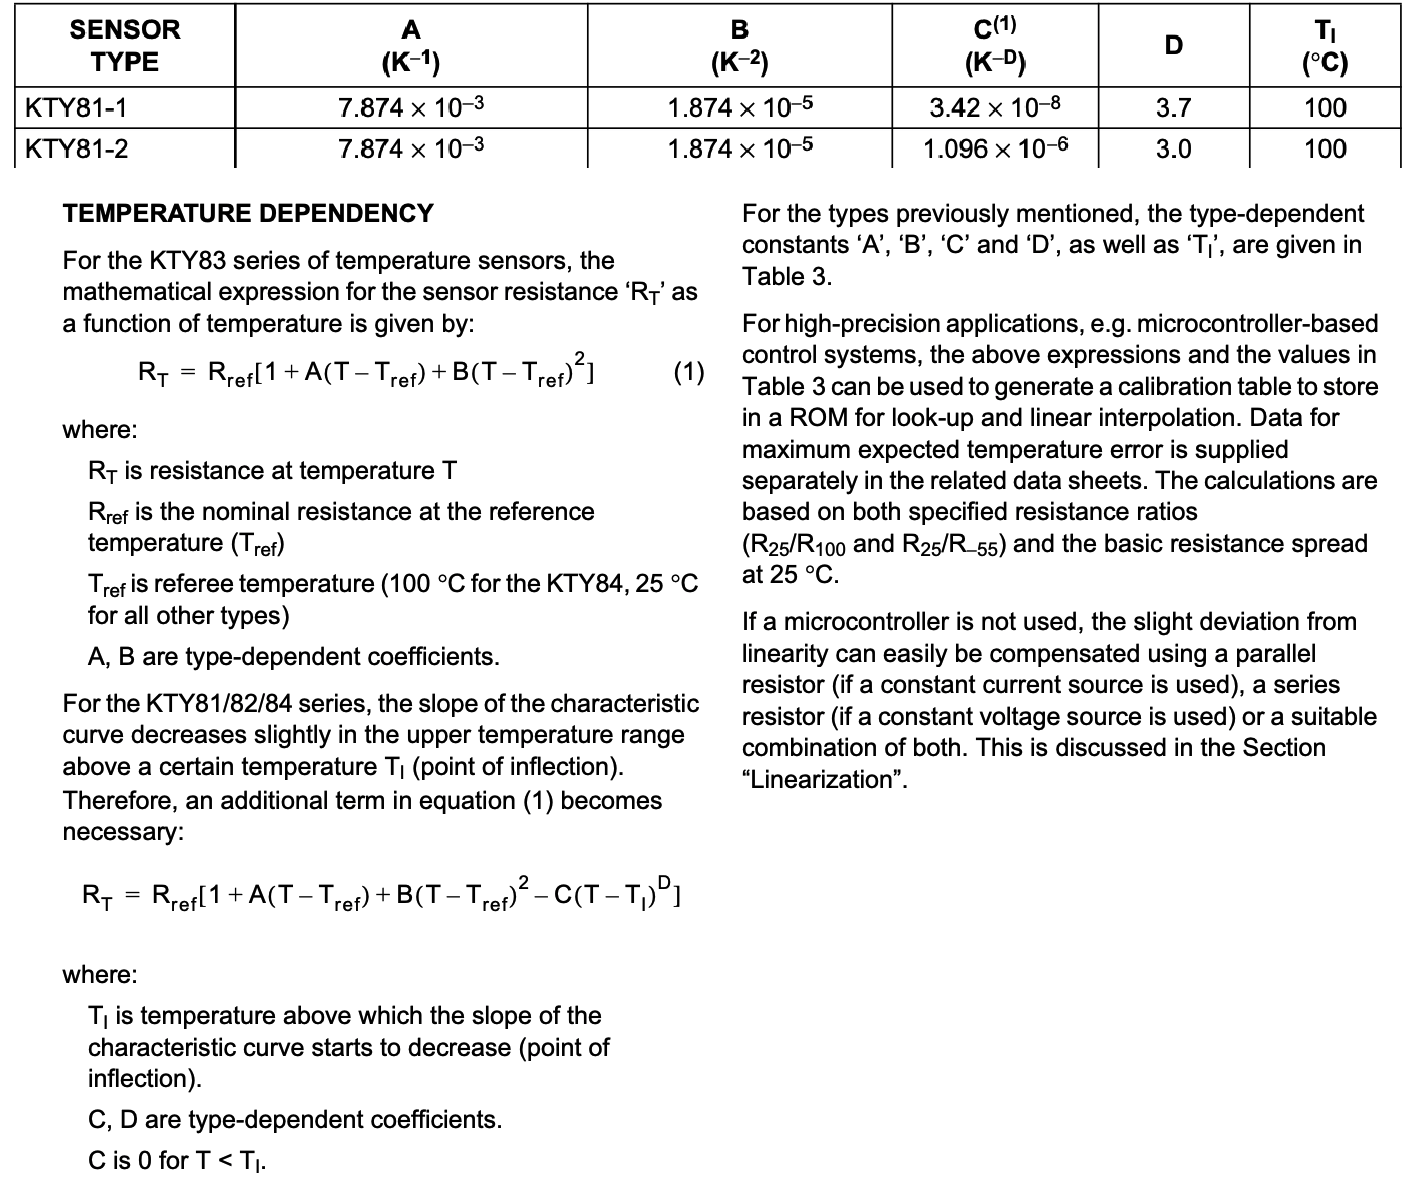 SENSOR TYPE A (K–1) B (K–2) C(1) (K–D) D TI (°C)
KTY81-1 7.874 × 10–3 1.874 × 10–5 3.42 × 10–8 3.7 100
KTY81-2 7.874 × 10–3 1.874 × 10–5 1.096 × 10–6 3.0 100
TEMPERATURE DEPENDENCY
For the KTY83 series of temperature sensors, the
mathematical expression for the sensor resistance ‘RT’ as
a function of temperature is given by:
RT = Rref[1 + A(T – Tref) + B(T – Tref)2] (1)
where:
RT is resistance at temperature T
Rref is the nominal resistance at the reference
temperature (Tref)
Tref is referee temperature (100 °C for the KTY84, 25 °C
for all other types)
A, B are type-dependent coefficients.
For the KTY81/82/84 series, the slope of the characteristic
curve decreases slightly in the upper temperature range
above a certain temperature TI (point of inflection).
Therefore, an additional term in equation (1) becomes
necessary:
RT = Rref[1 + A(T – Tref) + B(T – Tref)2 – C(T – TI)D]
where:
TI is temperature above which the slope of the
characteristic curve starts to decrease (point of
inflection).
C, D are type-dependent coefficients.
C is 0 for T < TI.
For the types previously mentioned, the type-dependent
constants ‘A’, ‘B’, ‘C’ and ‘D’, as well as ‘TI’, are given in
Table 3.
For high-precision applications, e.g. microcontroller-based
control systems, the above expressions and the values in
Table 3 can be used to generate a calibration table to store
in a ROM for look-up and linear interpolation. Data for
maximum expected temperature error is supplied
separately in the related data sheets. The calculations are
based on both specified resistance ratios
(R25/R100 and R25/R–55) and the basic resistance spread
at 25 °C.
If a microcontroller is not used, the slight deviation from
linearity can easily be compensated using a parallel
resistor (if a constant current source is used), a series
resistor (if a constant voltage source is used) or a suitable
combination of both. This is discussed in the Section
“Linearization”.